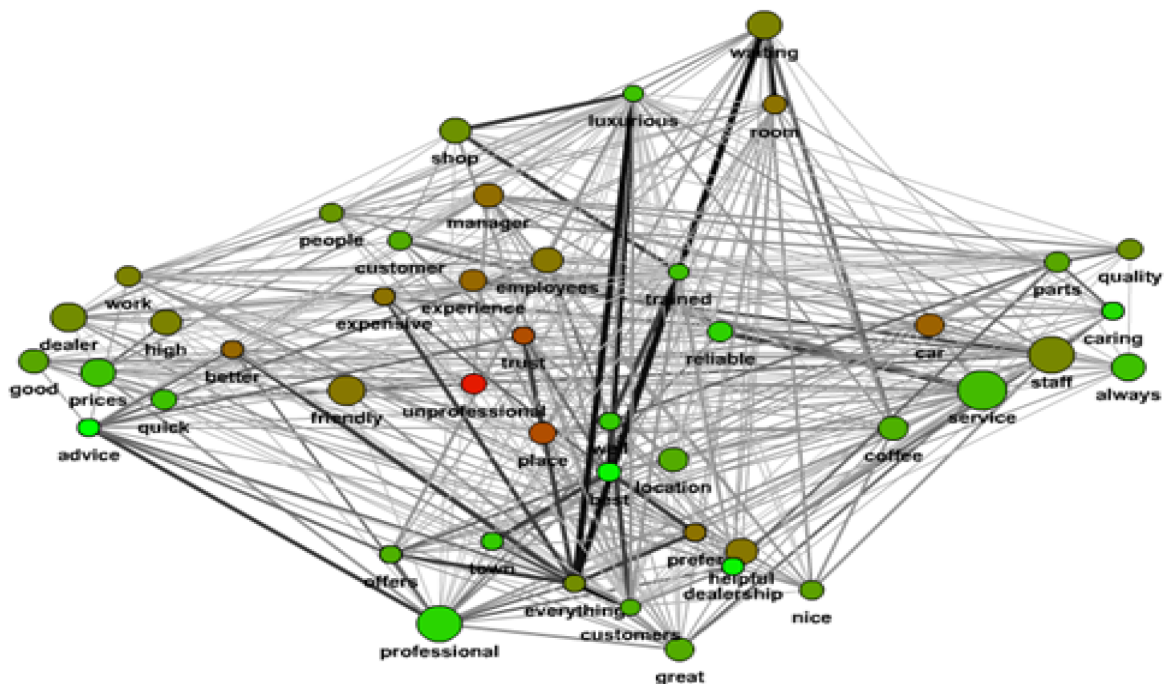 waiting
luxurious
room
shop
manager
people
customer
employees
quality
parts
experience
trained
work
expensive
caring
dealer
high
trust
reliable
car
better
good
prices
staff
always
unprofessional
friendly
service
quick
advice
place
well
coffee
best
location
prefer
town
helpful
offers
dealership
everything
nice
customers
professional
great